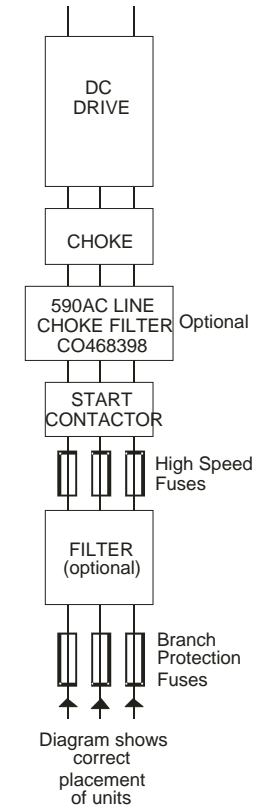 DC
DRIVE
CHOKE
590AC LINE
CHOKE FILTER
CO468398
Optional
START
CONTACTOR
High Speed
Fuses
FILTER
(optional)
Branch
Protection
Fuses
Diagram shows
correct
placement
of units